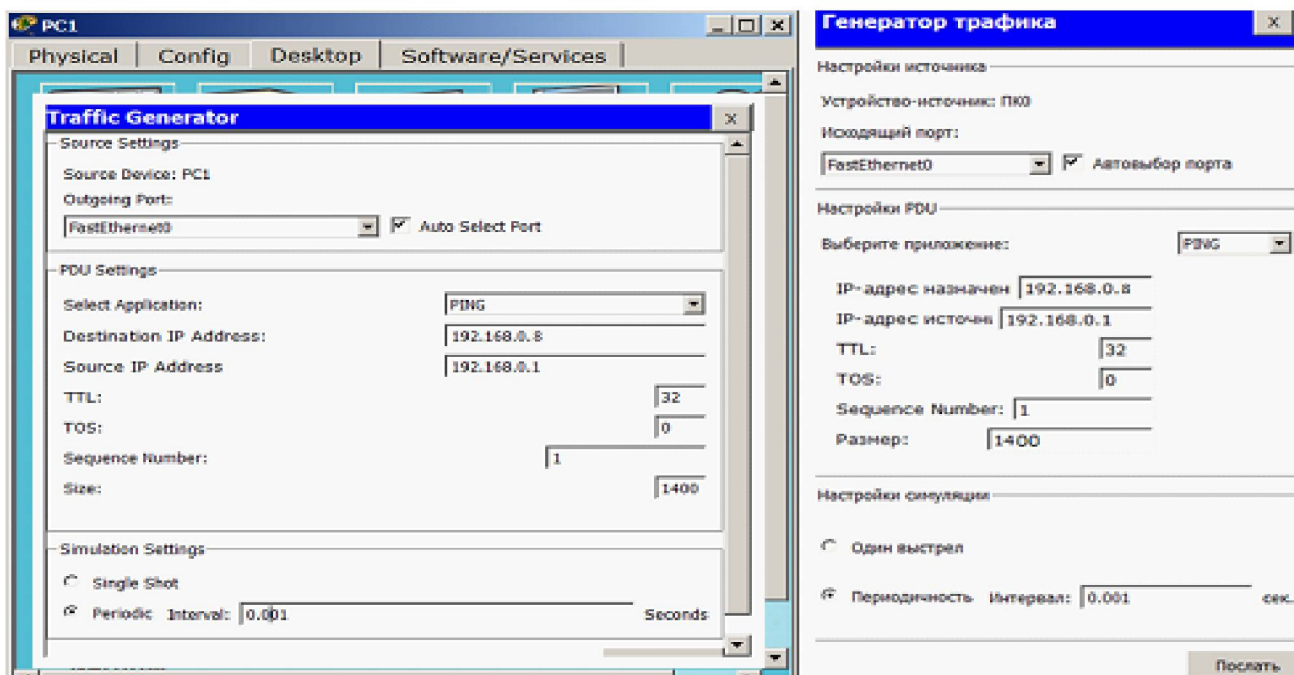 PC1
Physical Config Desktop Software/Services
Traffic Generator
Source Settings
Source Device: PC1
Outgoing Port:
FastEthernet0 Auto Select Port
PDU Settings
Select Application: PING
Destination IP Address: 192.168.0.8
Source IP Address 192.168.0.1
TTL: 32
TOS: 0
Sequence Number: 1
Size: 1400
Simulation Settings
Single Shot
Periodic Interval: 0.001 Seconds
Генератор трафика
Настройки источника
Устройство-источник: ПК0
Исходящий порт:
FastEthernet0 Автовыбор порта
Настройки PDU
Выберите приложение: PING
IP-адрес назначен 192.168.0.8
IP-адрес источни 192.168.0.1
TTL: 32
TOS: 0
Sequence Number: 1
Размер: 1400
Настройки симуляции
Один выстрел
Периодичность Интервал: 0.001 сек.
Послать